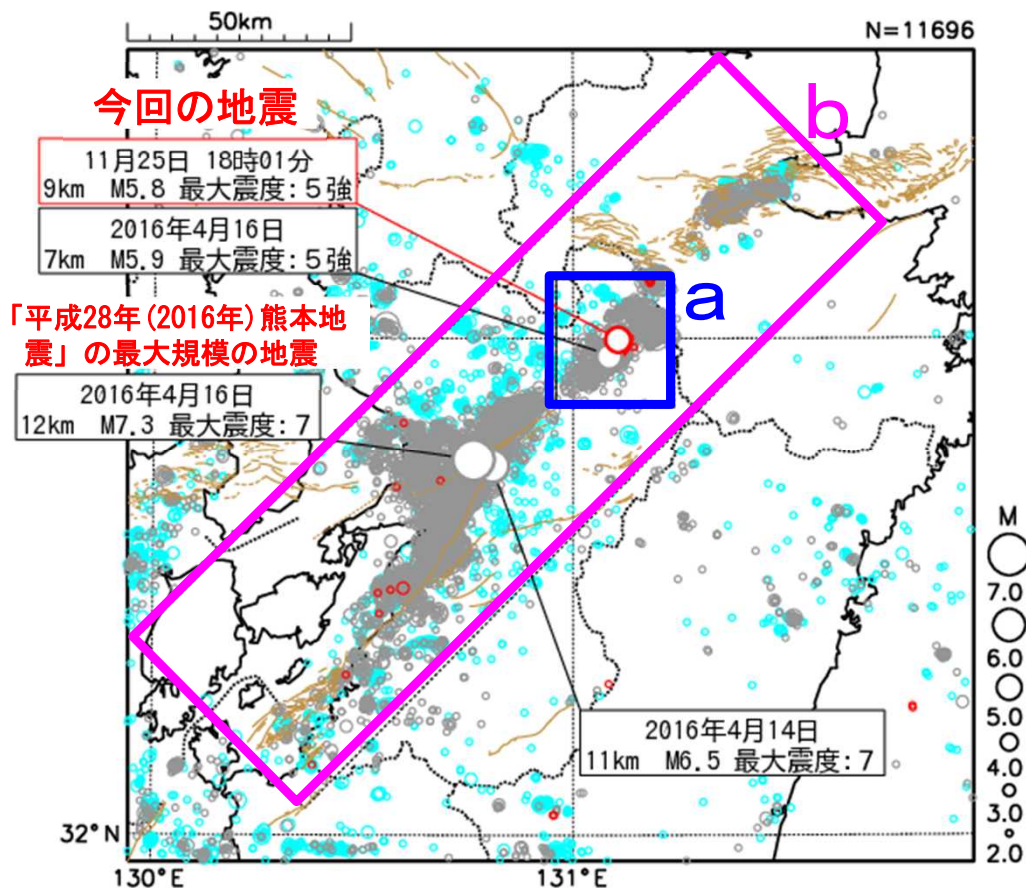 50km
N=11696
今回の地震
b
11月25日 18時01分
9km M5.8 最大震度:5強
2016年4月16日
7km M5.9 最大震度:5強
a
「平成28年(2016年)熊本地
震」の最大規模の地震
2016年4月16日
12km M7.3 最大震度:7
M
7.0
6.0
5.0
4.0
3.0
2.0
2016年4月14日
11km M6.5 最大震度:7
32°N
130°E
131°E